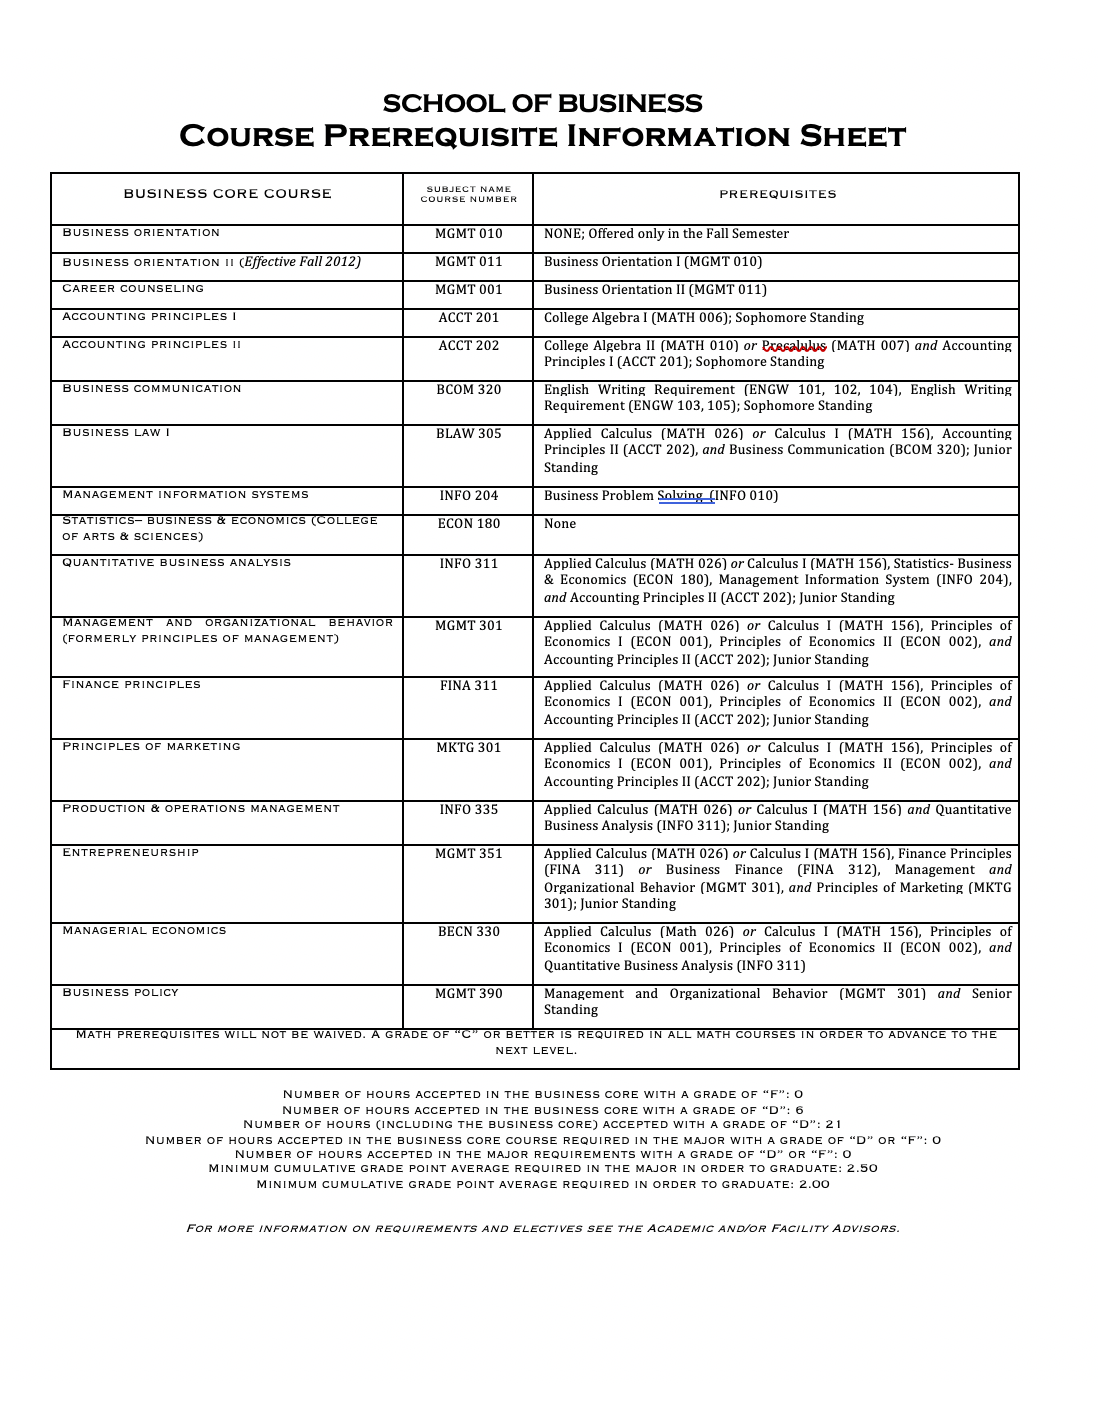 SCHOOL OF BUSINESS
COURSE PREREQUISITE INFORMATION SHEET
BUSINESS CORE COURSE
SUBJECT NAME
COURSE NUMBER
PREREQUISITES
BUSINESS ORIENTATION
MGMT 010
NONE; Offered only in the Fall Semester
BUSINESS ORIENTATION II (Effective Fall 2012)
MGMT 011
Business Orientation I (MGMT 010)
CAREER COUNSELING
MGMT 001
Business Orientation II (MGMT 011)
ACCOUNTING PRINCIPLES I
ACCT 201
College Algebra I (MATH 006); Sophomore Standing
ACCOUNTING PRINCIPLES II
ACCT 202
College Algebra II (MATH 010) or Precalulus (MATH 007) and Accounting
Principles I (ACCT 201); Sophomore Standing
BUSINESS COMMUNICATION
BCOM 320
English Writing Requirement (ENGW 101, 102, 104), English Writing
Requirement (ENGW 103, 105); Sophomore Standing
BUSINESS LAW I
BLAW 305
Applied Calculus (MATH 026) or Calculus I (MATH 156), Accounting
Principles II (ACCT 202), and Business Communication (BCOM 320); Junior
Standing
MANAGEMENT INFORMATION SYSTEMS
INFO 204
Business Problem Solving (INFO 010)
STATISTICS– BUSINESS & ECONOMICS (COLLEGE
OF ARTS & SCIENCES)
ECON 180
None
QUANTITATIVE BUSINESS ANALYSIS
INFO 311
Applied Calculus (MATH 026) or Calculus I (MATH 156), Statistics- Business
& Economics (ECON 180), Management Information System (INFO 204),
and Accounting Principles II (ACCT 202); Junior Standing
MANAGEMENT AND ORGANIZATIONAL BEHAVIOR
(FORMERLY PRINCIPLES OF MANAGEMENT)
MGMT 301
Applied Calculus (MATH 026) or Calculus I (MATH 156), Principles of
Economics I (ECON 001), Principles of Economics II (ECON 002), and
Accounting Principles II (ACCT 202); Junior Standing
FINANCE PRINCIPLES
FINA 311
Applied Calculus (MATH 026) or Calculus I (MATH 156), Principles of
Economics I (ECON 001), Principles of Economics II (ECON 002), and
Accounting Principles II (ACCT 202); Junior Standing
PRINCIPLES OF MARKETING
MKTG 301
Applied Calculus (MATH 026) or Calculus I (MATH 156), Principles of
Economics I (ECON 001), Principles of Economics II (ECON 002), and
Accounting Principles II (ACCT 202); Junior Standing
PRODUCTION & OPERATIONS MANAGEMENT
INFO 335
Applied Calculus (MATH 026) or Calculus I (MATH 156) and Quantitative
Business Analysis (INFO 311); Junior Standing
ENTREPRENEURSHIP
MGMT 351
Applied Calculus (MATH 026) or Calculus I (MATH 156), Finance Principles
(FINA 311) or Business Finance (FINA 312), Management and
Organizational Behavior (MGMT 301), and Principles of Marketing (MKTG
301); Junior Standing
MANAGERIAL ECONOMICS
BECN 330
Applied Calculus (Math 026) or Calculus I (MATH 156), Principles of
Economics I (ECON 001), Principles of Economics II (ECON 002), and
Quantitative Business Analysis (INFO 311)
BUSINESS POLICY
MGMT 390
Management and Organizational Behavior (MGMT 301) and Senior
Standing
MATH PREREQUISITES WILL NOT BE WAIVED. A GRADE OF “C” OR BETTER IS REQUIRED IN ALL MATH COURSES IN ORDER TO ADVANCE TO THE
NEXT LEVEL.
NUMBER OF HOURS ACCEPTED IN THE BUSINESS CORE WITH A GRADE OF “F”: 0
NUMBER OF HOURS ACCEPTED IN THE BUSINESS CORE WITH A GRADE OF “D”: 6
NUMBER OF HOURS (INCLUDING THE BUSINESS CORE) ACCEPTED WITH A GRADE OF “D”: 21
NUMBER OF HOURS ACCEPTED IN THE BUSINESS CORE COURSE REQUIRED IN THE MAJOR WITH A GRADE OF “D” OR “F”: 0
NUMBER OF HOURS ACCEPTED IN THE MAJOR REQUIREMENTS WITH A GRADE OF “D” OR “F”: 0
MINIMUM CUMULATIVE GRADE POINT AVERAGE REQUIRED IN THE MAJOR IN ORDER TO GRADUATE: 2.50
MINIMUM CUMULATIVE GRADE POINT AVERAGE REQUIRED IN ORDER TO GRADUATE: 2.00
FOR MORE INFORMATION ON REQUIREMENTS AND ELECTIVES SEE THE ACADEMIC AND/OR FACILITY ADVISORS.